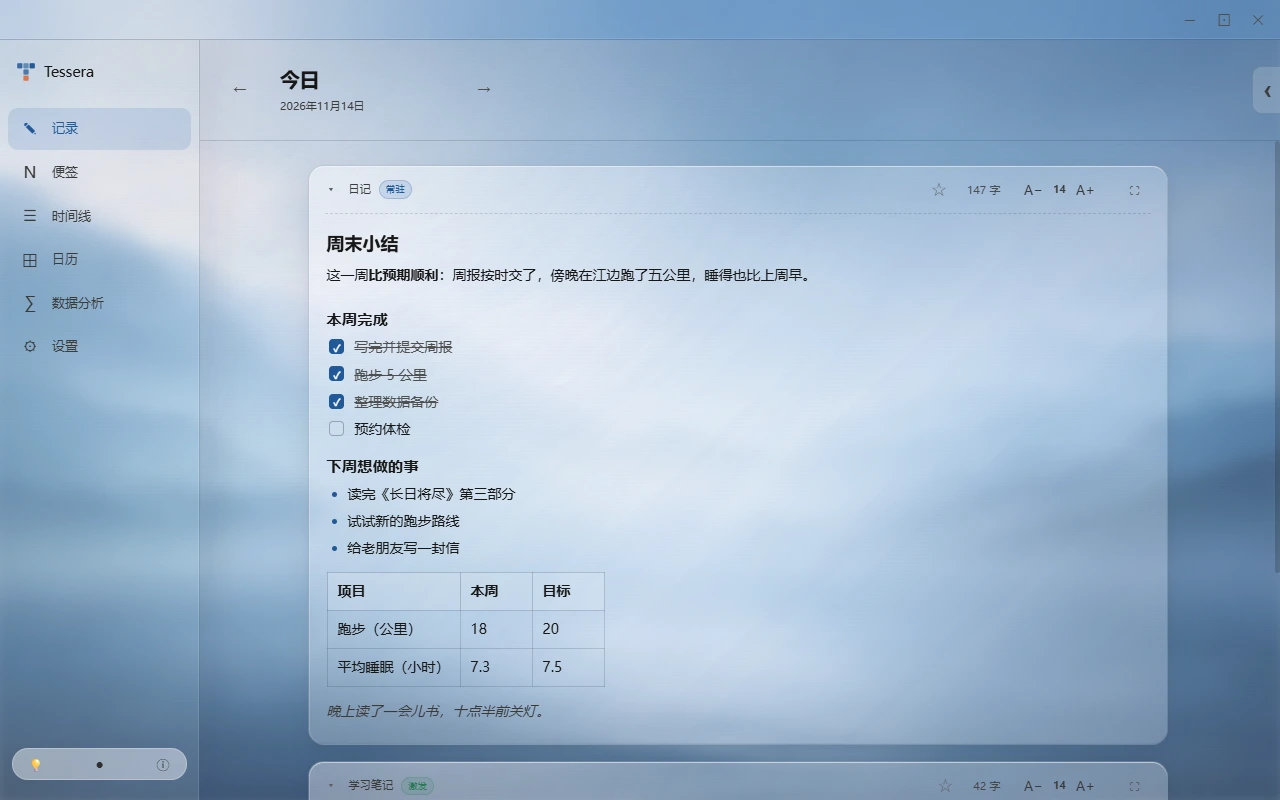 Tessera
记录
N 便签
时间线
日历
数据分析
设置
今日
2026年11月14日
日记 常驻
147 字 A− 14 A+
周末小结
这一周比预期顺利：周报按时交了，傍晚在江边跑了五公里，睡得也比上周早。
本周完成
写完并提交周报
跑步 5 公里
整理数据备份
预约体检
下周想做的事
读完《长日将尽》第三部分
试试新的跑步路线
给老朋友写一封信
项目 本周 目标
跑步（公里） 18 20
平均睡眠（小时） 7.3 7.5
晚上读了一会儿书，十点半前关灯。
学习笔记 激发
42 字 A− 14 A+